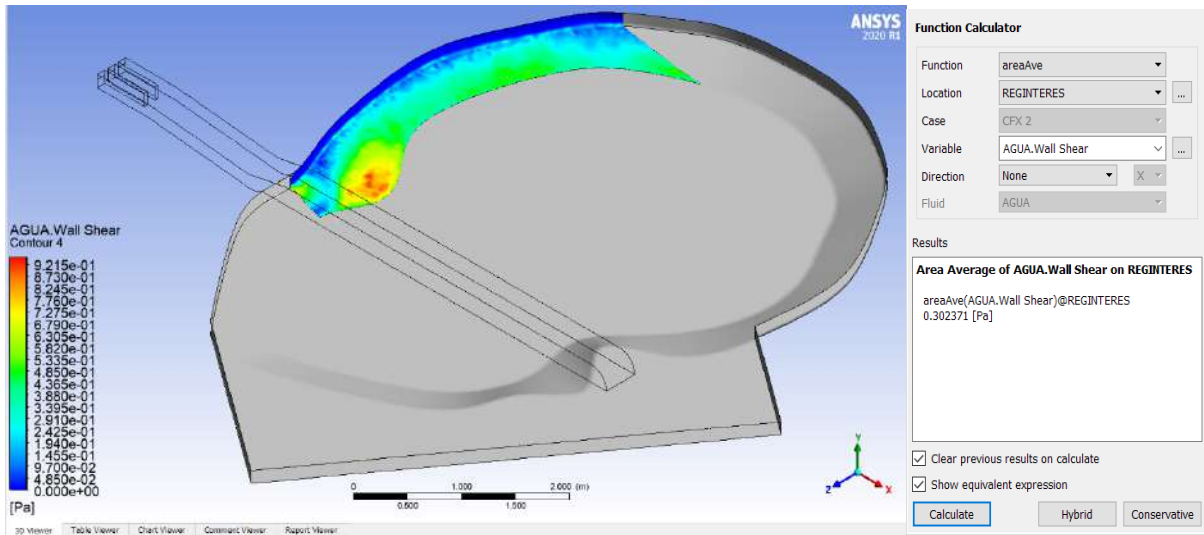 ANSYS
2020 R1
AGUA.Wall Shear
Contour 4
9.215e-01
8.730e-01
8.245e-01
7.760e-01
7.275e-01
6.790e-01
6.305e-01
5.820e-01
5.335e-01
4.850e-01
4.365e-01
3.880e-01
3.395e-01
2.910e-01
2.425e-01
1.940e-01
1.455e-01
9.700e-02
4.850e-02
0.000e+00
[Pa]
0 1.000 2.000 (m)
0.500 1.500
Y
Z X
3D Viewer Table Viewer Chart Viewer Comment Viewer Report Viewer
Function Calculator
Function areaAve
Location REGINTERES ...
Case CFX 2
Variable AGUA.Wall Shear ...
Direction None X
Fluid AGUA
Results
Area Average of AGUA.Wall Shear on REGINTERES
areaAve(AGUA.Wall Shear)@REGINTERES
0.302371 [Pa]
Clear previous results on calculate
Show equivalent expression
Calculate Hybrid Conservative